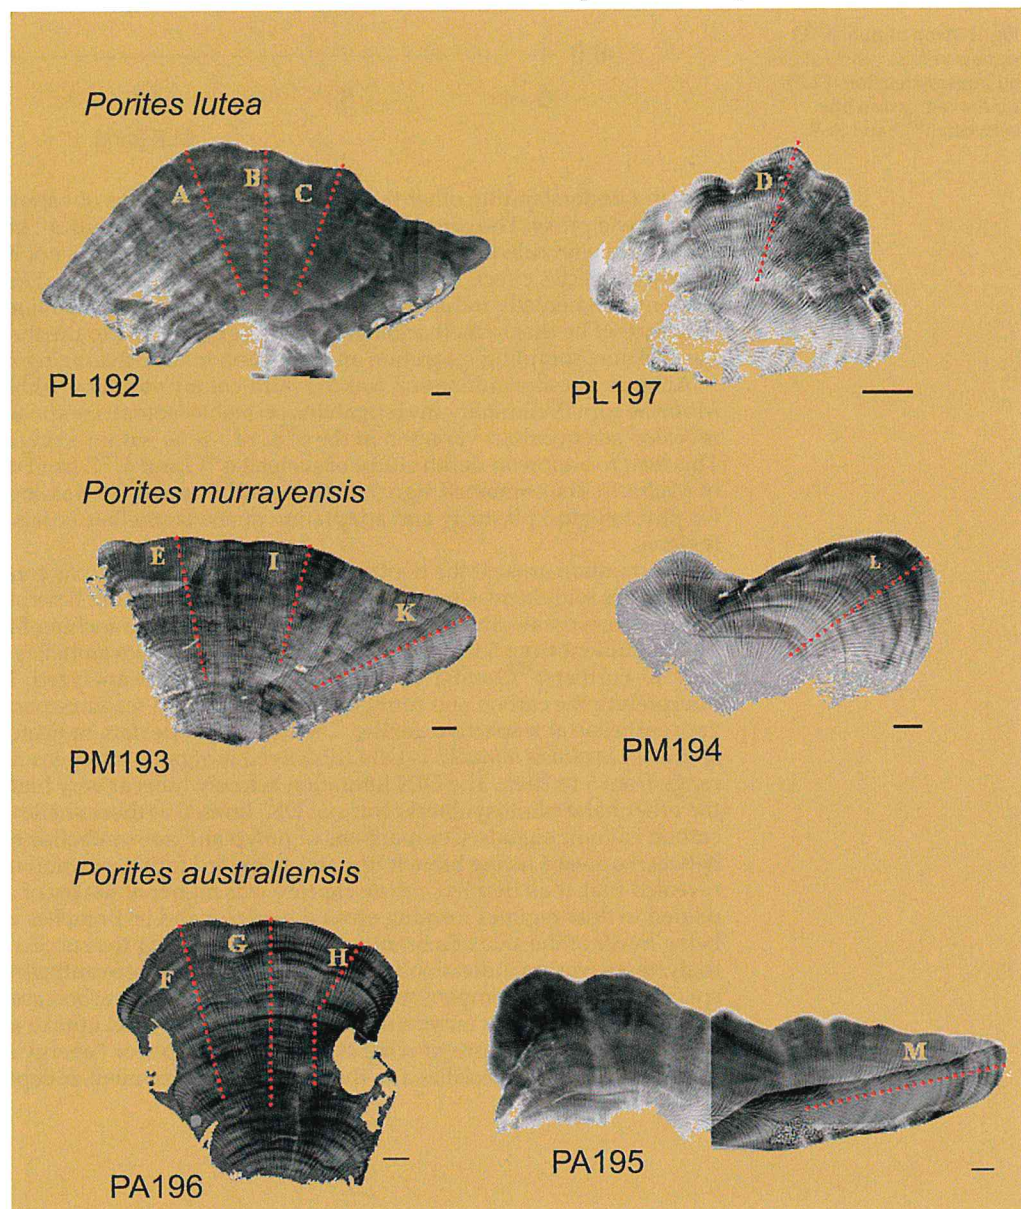 Porites lutea
A B C D
PL192 PL197
Porites murrayensis
E I K L
PM193 PM194
Porites australiensis
F G H M
PA196 PA195